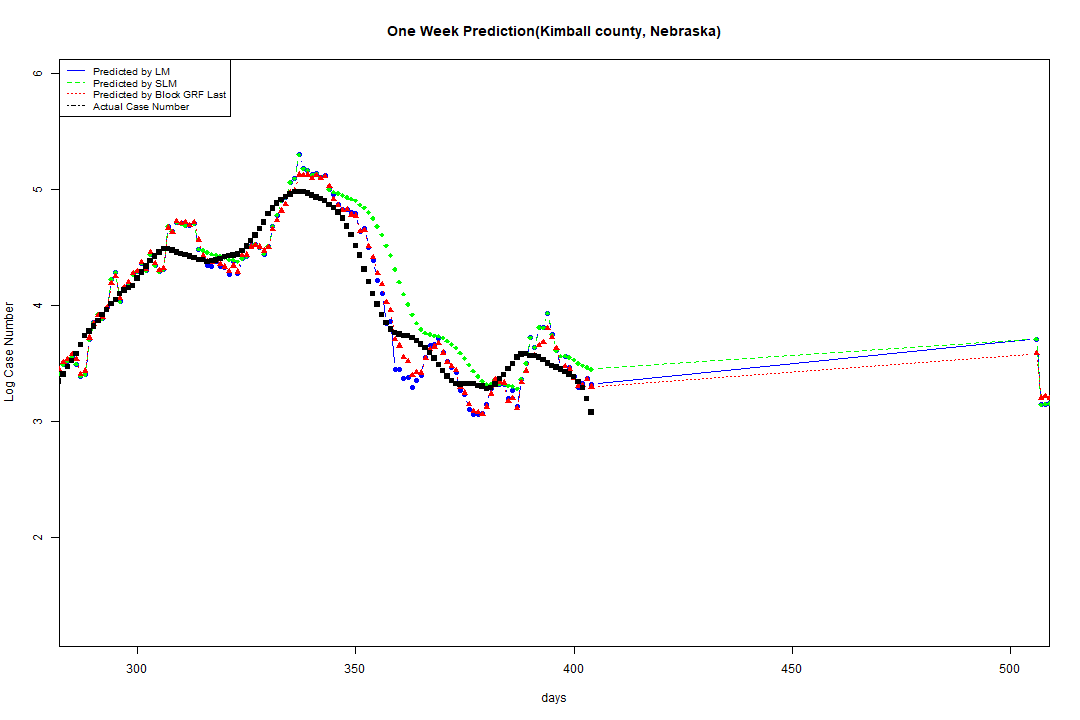 One Week Prediction(Kimball county, Nebraska)
Predicted by LM
Predicted by SLM
Predicted by Block GRF Last
Actual Case Number
6
5
4
3
2
Log Case Number
300
350
400
450
500
days